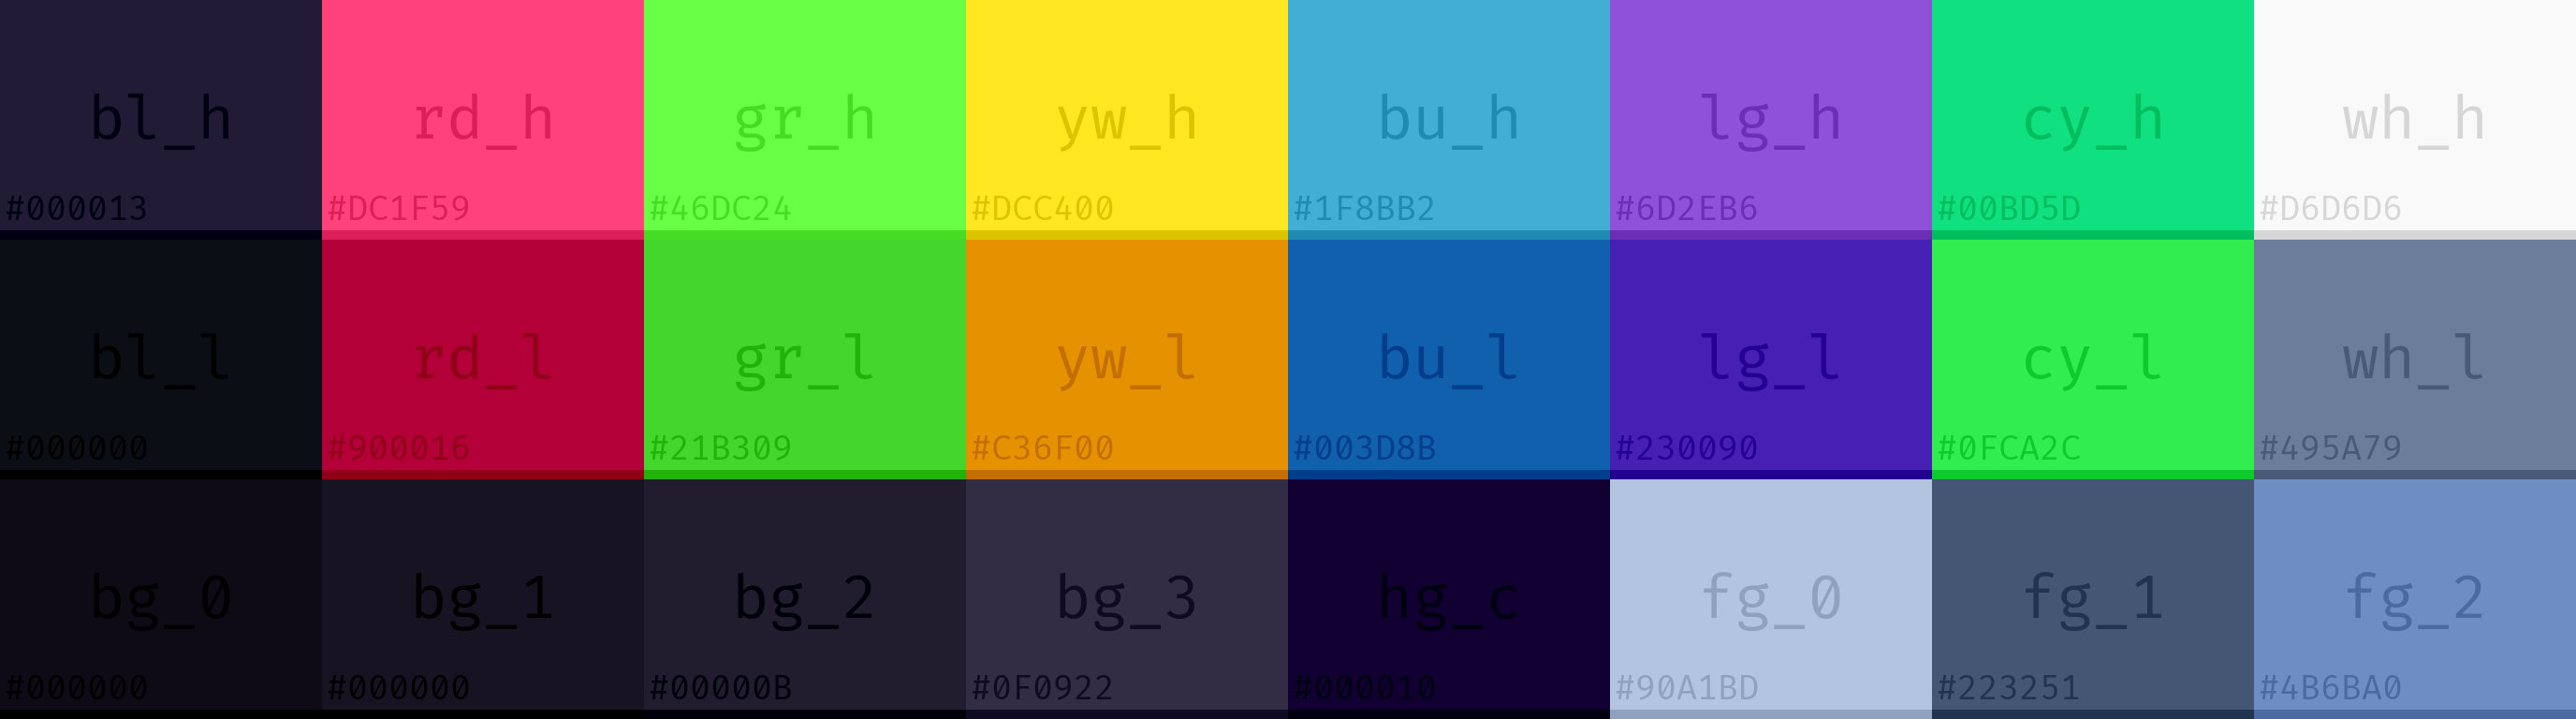 bl_h rd_h gr_h yw_h bu_h lg_h cy_h wh_h
#000013 #DC1F59 #46DC24 #DCC400 #1F8BB2 #6D2EB6 #00BD5D #D6D6D6
bl_l rd_l gr_l yw_l bu_l lg_l cy_l wh_l
#000000 #900016 #21B309 #C36F00 #003D8B #230090 #0FCA2C #495A79
bg_0 bg_1 bg_2 bg_3 hg_c fg_0 fg_1 fg_2
#000000 #000000 #00000B #0F0922 #000010 #90A1BD #223251 #4B6BA0